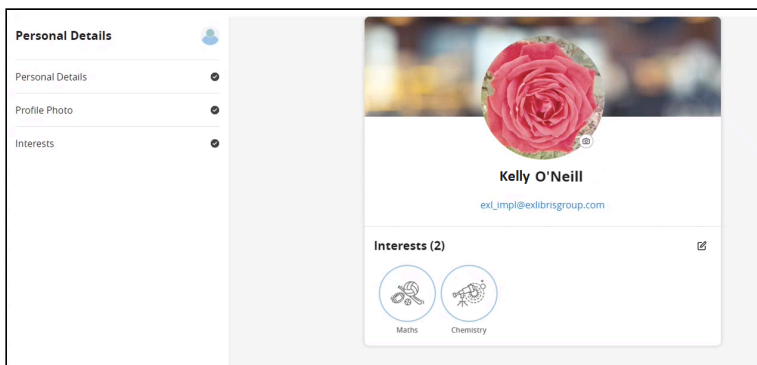 Personal Details
Personal Details
Profile Photo
Interests
Kelly O'Neill
exl_impl@exlibrisgroup.com
Interests (2)
Maths
Chemistry